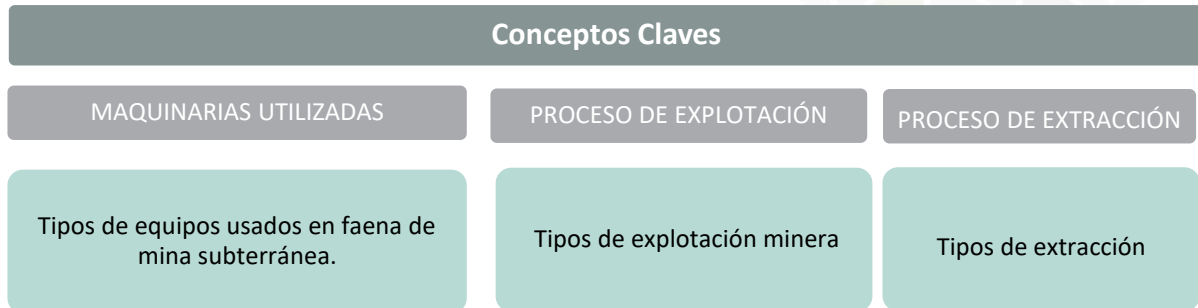 Conceptos Claves
MAQUINARIAS UTILIZADAS
PROCESO DE EXPLOTACIÓN
PROCESO DE EXTRACCIÓN
Tipos de equipos usados en faena de
mina subterránea.
Tipos de explotación minera
Tipos de extracción